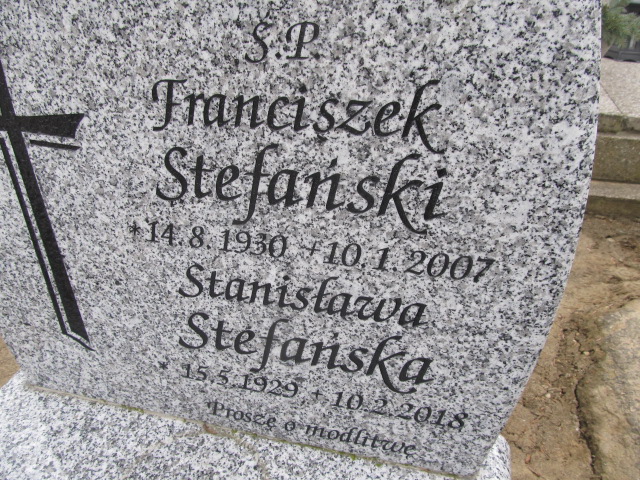 Ś.P.
Franciszek
Stefański
*14.8.1930 +10.1.2007
Stanisława
Stefańska
*15.5.1929 +10.2.2018
Proszę o modlitwę